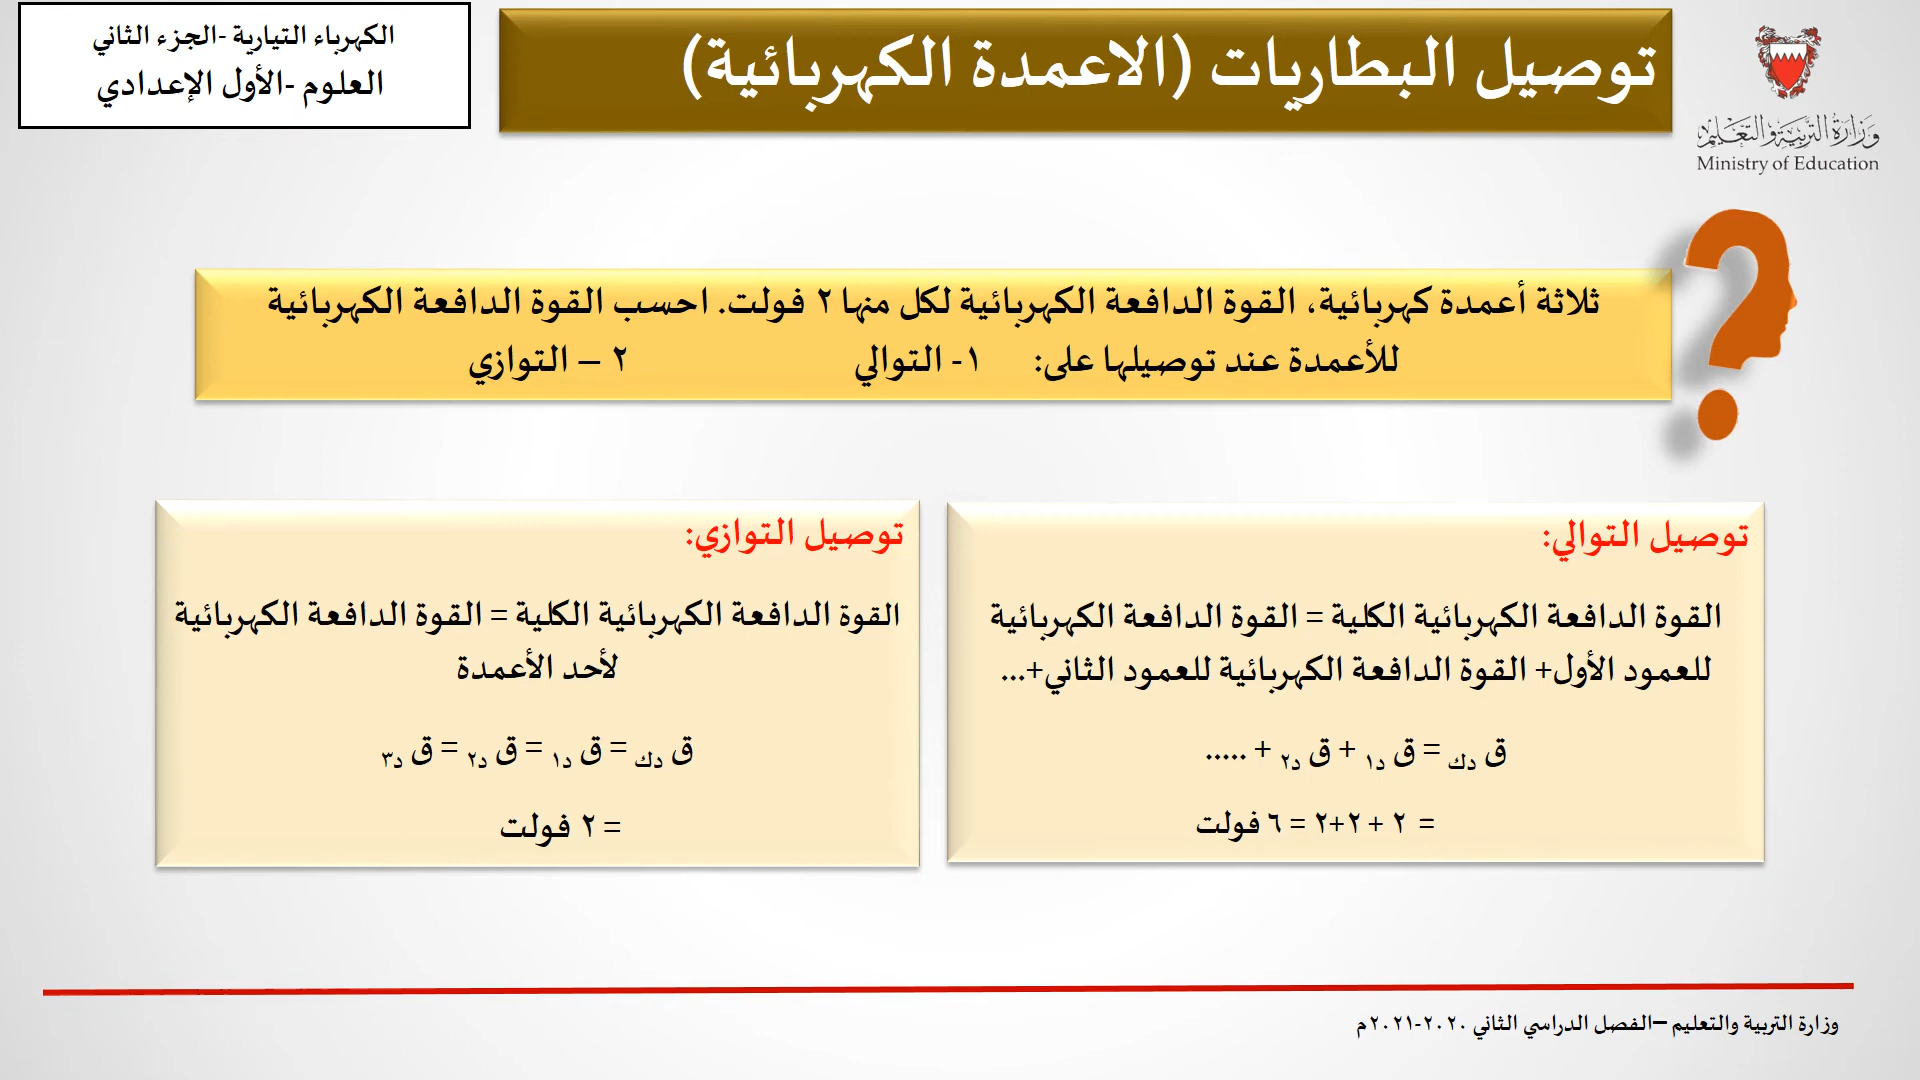 الكهرباء التيارية -الجزء الثاني
العلوم -الأول الإعدادي
توصيل البطاريات (الاعمدة الكهربائية)
وزارة التربية والتعليم
Ministry of Education
ثلاثة أعمدة كهربائية، القوة الدافعة الكهربائية لكل منها ٢ فولت. احسب القوة الدافعة الكهربائية
للأعمدة عند توصيلها على: ١- التوالي ٢ – التوازي
توصيل التوالي:
القوة الدافعة الكهربائية الكلية = القوة الدافعة الكهربائية
للعمود الأول+ القوة الدافعة الكهربائية للعمود الثاني+...
ق دك = ق د١ + ق د٢ + .....
= ٢ + ٢+٢ = ٦ فولت
توصيل التوازي:
القوة الدافعة الكهربائية الكلية = القوة الدافعة الكهربائية
لأحد الأعمدة
ق دك = ق د١ = ق د٢ = ق د٣
= ٢ فولت
وزارة التربية والتعليم –الفصل الدراسي الثاني ٢٠٢٠-٢٠٢١م